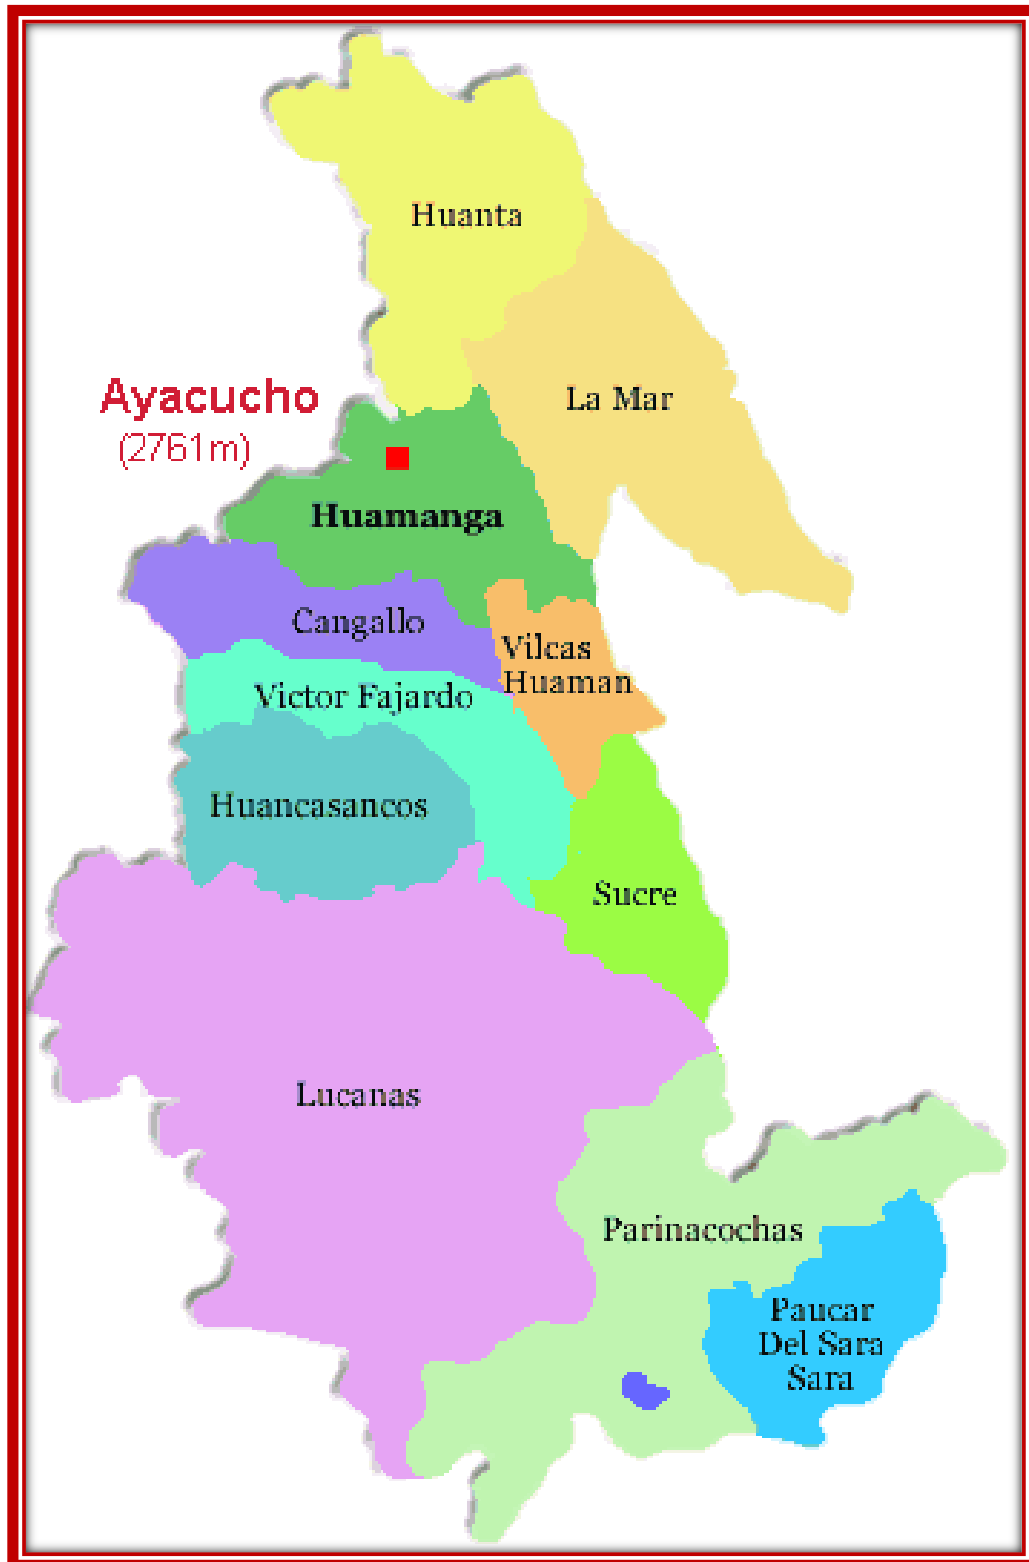 Huanta
Ayacucho
(2761m)
La Mar
Huamanga
Cangallo
Vilcas
Huaman
Victor Fajardo
Huancasancos
Sucre
Lucanas
Parinacochas
Paucar
Del Sara
Sara